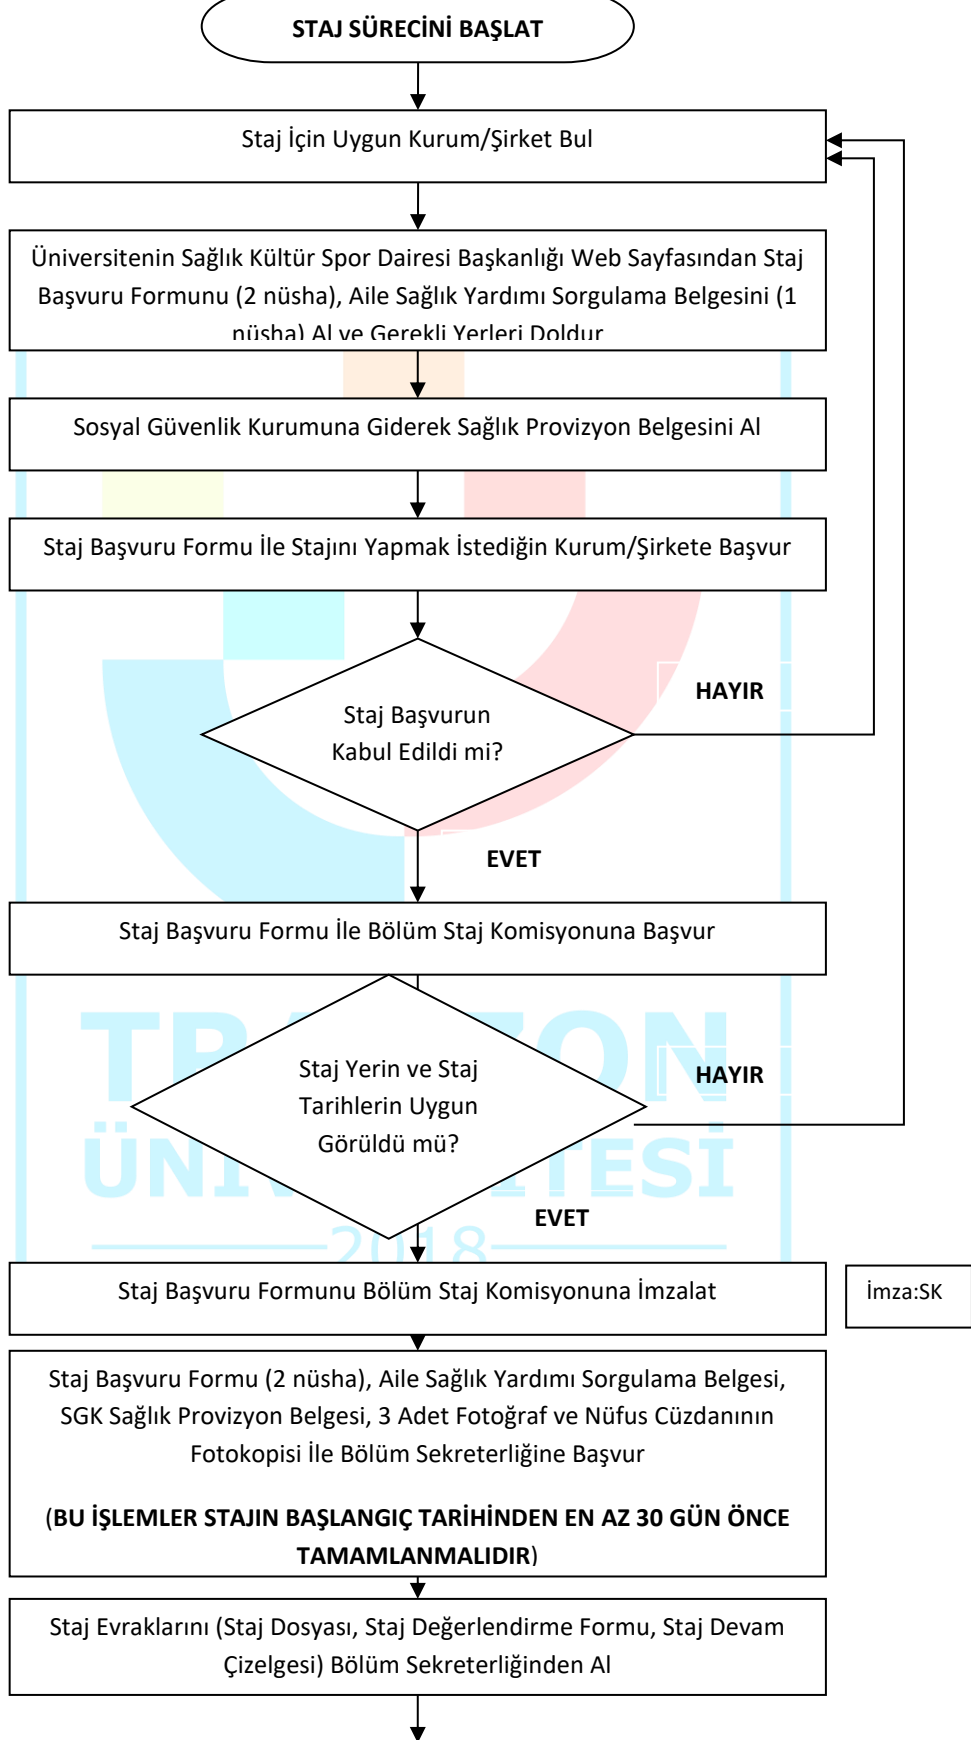 STAJ SÜRECİNİ BAŞLAT
Staj İçin Uygun Kurum/Şirket Bul
Üniversitenin Sağlık Kültür Spor Dairesi Başkanlığı Web Sayfasından Staj
Başvuru Formunu (2 nüsha), Aile Sağlık Yardımı Sorgulama Belgesini (1
nüsha) Al ve Gerekli Yerleri Doldur
Sosyal Güvenlik Kurumuna Giderek Sağlık Provizyon Belgesini Al
Staj Başvuru Formu İle Stajını Yapmak İstediğin Kurum/Şirkete Başvur
HAYIR
Staj Başvurun
Kabul Edildi mi?
EVET
Staj Başvuru Formu İle Bölüm Staj Komisyonuna Başvur
Staj Yerin ve Staj
Tarihlerin Uygun
Görüldü mü?
HAYIR
EVET
2018
Staj Başvuru Formunu Bölüm Staj Komisyonuna İmzalat
İmza:SK
Staj Başvuru Formu (2 nüsha), Aile Sağlık Yardımı Sorgulama Belgesi,
SGK Sağlık Provizyon Belgesi, 3 Adet Fotoğraf ve Nüfus Cüzdanının
Fotokopisi İle Bölüm Sekreterliğine Başvur
(BU İŞLEMLER STAJIN BAŞLANGIÇ TARİHİNDEN EN AZ 30 GÜN ÖNCE
TAMAMLANMALIDIR)
Staj Evraklarını (Staj Dosyası, Staj Değerlendirme Formu, Staj Devam
Çizelgesi) Bölüm Sekreterliğinden Al